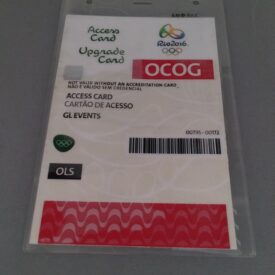 Access
Card
Upgrade
Card
Rio2016
OCOG
NOT VALID WITHOUT AN ACCREDITATION CARD
NÃO É VÁLIDO SEM CREDENCIAL
ACCESS CARD
CARTÃO DE ACESSO
GL EVENTS
OLS